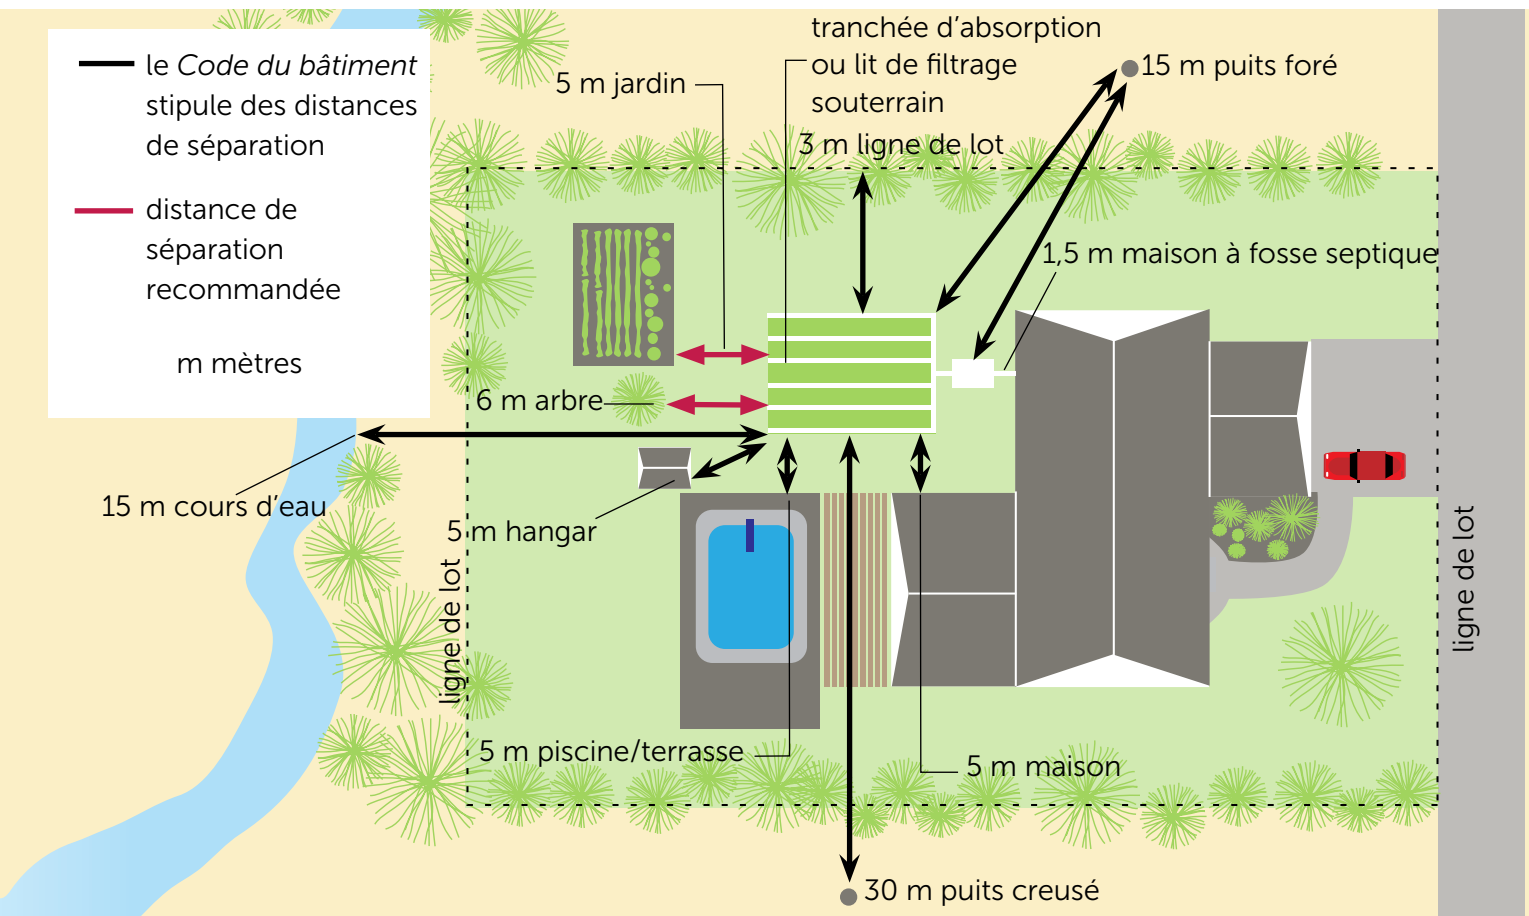 le Code du bâtiment
stipule des distances
de séparation
distance de
séparation
recommandée
m mètres
5 m jardin
tranchée d’absorption
ou lit de filtrage
souterrain
3 m ligne de lot
15 m puits foré
1,5 m maison à fosse septique
6 m arbre
15 m cours d’eau
5 m hangar
ligne de lot
ligne de lot
5 m piscine/terrasse
5 m maison
30 m puits creusé